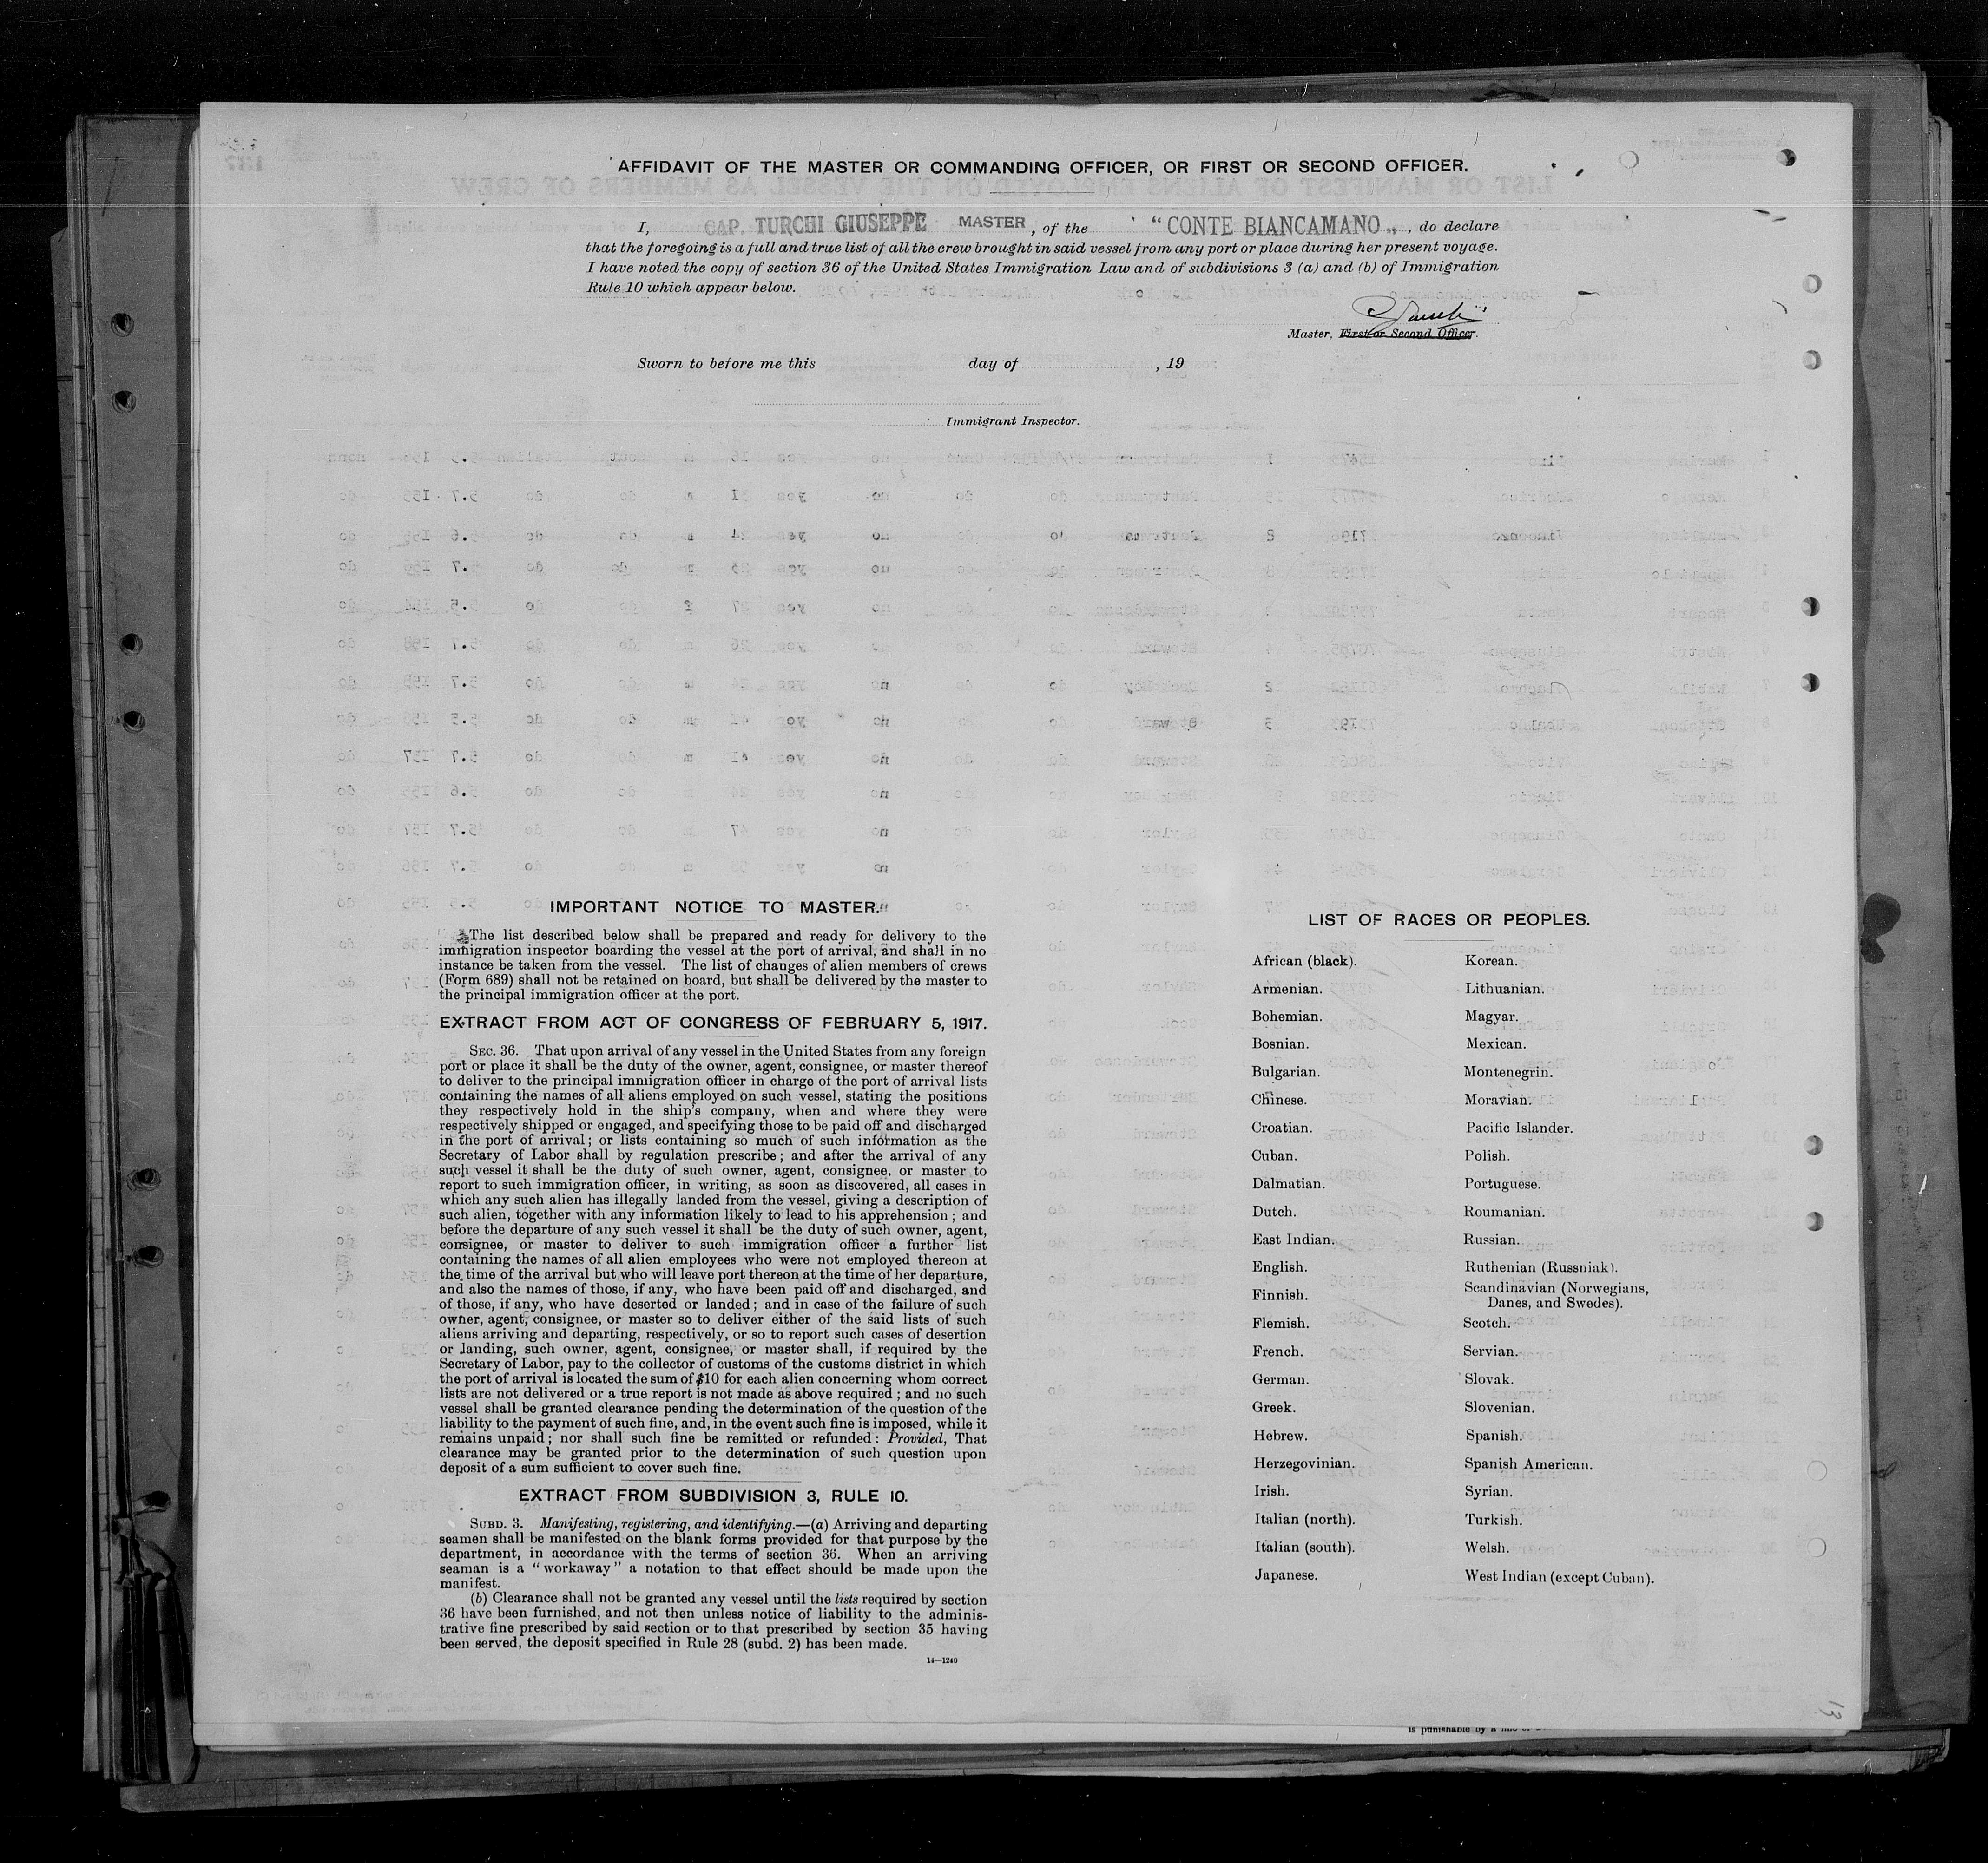 AFFIDAVIT OF THE MASTER OR COMMANDING OFFICER, OR FIRST OR SECOND OFFICER.
I, CAP. TURCHI GIUSEPPE MASTER, of the "CONTE BIANCAMANO„, do declare
that the foregoing is a full and true list of all the crew brought in said vessel from any port or place during her present voyage.
I have noted the copy of section 36 of the United States Immigration Law and of subdivisions 3 (a) and (b) of Immigration
Rule 10 which appear below.
Master, First or Second Officer.
Sworn to before me this day of , 19
Immigrant Inspector.
IMPORTANT NOTICE TO MASTER.
The list described below shall be prepared and ready for delivery to the
immigration inspector boarding the vessel at the port of arrival, and shall in no
instance be taken from the vessel. The list of changes of alien members of crews
(Form 689) shall not be retained on board, but shall be delivered by the master to
the principal immigration officer at the port.
EXTRACT FROM ACT OF CONGRESS OF FEBRUARY 5, 1917.
SEC. 36. That upon arrival of any vessel in the United States from any foreign
port or place it shall be the duty of the owner, agent, consignee, or master thereof
to deliver to the principal immigration officer in charge of the port of arrival lists
containing the names of all aliens employed on such vessel, stating the positions
they respectively hold in the ship's company, when and where they were
respectively shipped or engaged, and specifying those to be paid off and discharged
in the port of arrival; or lists containing so much of such information as the
Secretary of Labor shall by regulation prescribe; and after the arrival of any
such vessel it shall be the duty of such owner, agent, consignee, or master to
report to such immigration officer, in writing, as soon as discovered, all cases in
which any such alien has illegally landed from the vessel, giving a description of
such alien, together with any information likely to lead to his apprehension; and
before the departure of any such vessel it shall be the duty of such owner, agent,
consignee, or master to deliver to such immigration officer a further list
containing the names of all alien employees who were not employed thereon at
the time of the arrival but who will leave port thereon at the time of her departure,
and also the names of those, if any, who have been paid off and discharged, and
of those, if any, who have deserted or landed; and in case of the failure of such
owner, agent, consignee, or master so to deliver either of the said lists of such
aliens arriving and departing, respectively, or so to report such cases of desertion
or landing, such owner, agent, consignee, or master shall, if required by the
Secretary of Labor, pay to the collector of customs of the customs district in which
the port of arrival is located the sum of $10 for each alien concerning whom correct
lists are not delivered or a true report is not made as above required; and no such
vessel shall be granted clearance pending the determination of the question of the
liability to the payment of such fine, and, in the event such fine is imposed, while it
remains unpaid; nor shall such fine be remitted or refunded: Provided, That
clearance may be granted prior to the determination of such question upon
deposit of a sum sufficient to cover such fine.
EXTRACT FROM SUBDIVISION 3, RULE 10.
SUBD. 3. Manifesting, registering, and identifying.—(a) Arriving and departing
seamen shall be manifested on the blank forms provided for that purpose by the
department, in accordance with the terms of section 36. When an arriving
seaman is a "workaway" a notation to that effect should be made upon the
manifest.
(b) Clearance shall not be granted any vessel until the lists required by section
36 have been furnished, and not then unless notice of liability to the adminis-
trative fine prescribed by said section or to that prescribed by section 35 having
been served, the deposit specified in Rule 28 (subd. 2) has been made.
14—1240
LIST OF RACES OR PEOPLES.
African (black).
Armenian.
Bohemian.
Bosnian.
Bulgarian.
Chinese.
Croatian.
Cuban.
Dalmatian.
Dutch.
East Indian.
English.
Finnish.
Flemish.
French.
German.
Greek.
Hebrew.
Herzegovinian.
Irish.
Italian (north).
Italian (south).
Japanese.
Korean.
Lithuanian.
Magyar.
Mexican.
Montenegrin.
Moravian.
Pacific Islander.
Polish.
Portuguese.
Roumanian.
Russian.
Ruthenian (Russniak).
Scandinavian (Norwegians,
Danes, and Swedes).
Scotch.
Servian.
Slovak.
Slovenian.
Spanish.
Spanish American.
Syrian.
Turkish.
Welsh.
West Indian (except Cuban).
is punishable by a